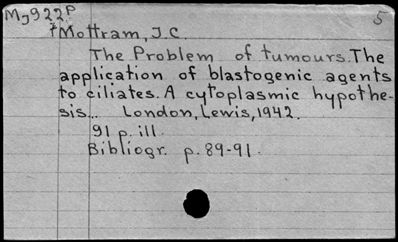 Mg922P 5
†Mottram, J.C.
The Problem of tumours. The
application of blastogenic agents
to ciliates. A cytoplasmic hypothe-
sis... London, Lewis, 1942.
91 p. ill.
Bibliogr. p. 89-91.